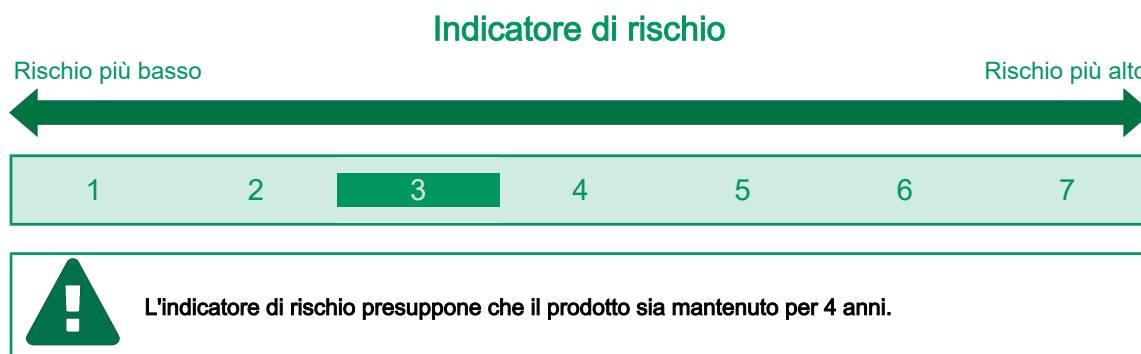 Indicatore di rischio
Rischio più basso Rischio più alto
1 2 3 4 5 6 7
L'indicatore di rischio presuppone che il prodotto sia mantenuto per 4 anni.